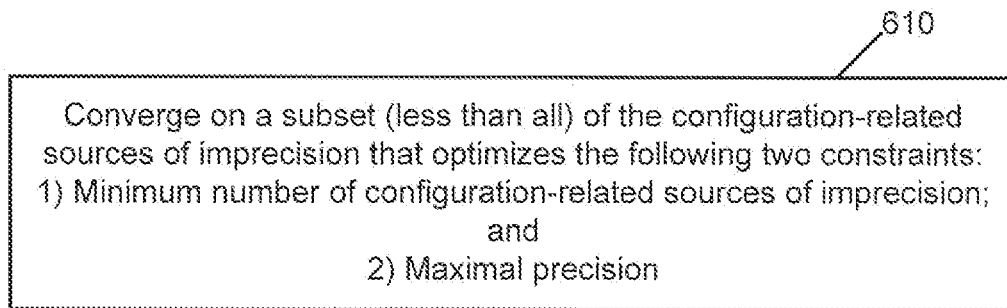 610
Converge on a subset (less than all) of the configuration-related
sources of imprecision that optimizes the following two constraints:
1) Minimum number of configuration-related sources of imprecision;
and
2) Maximal precision